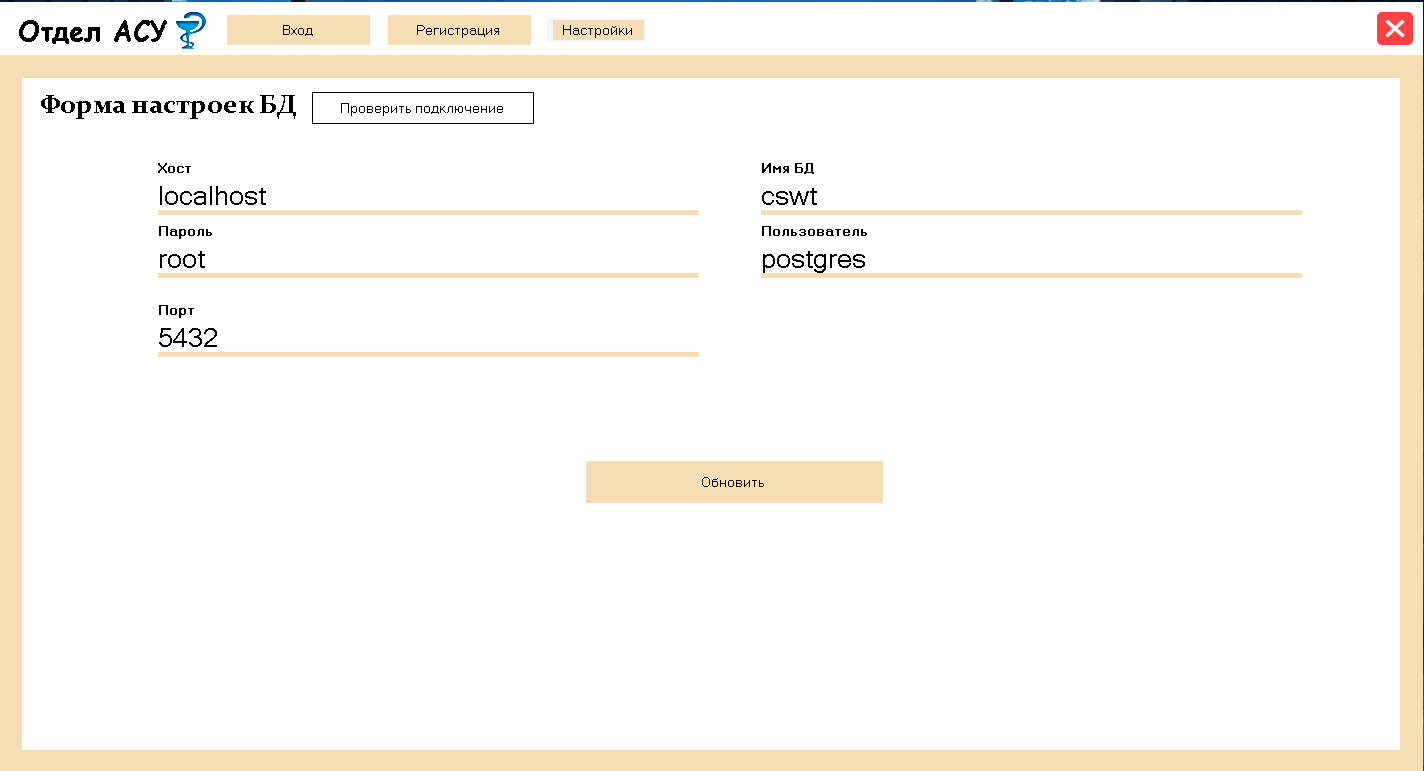 Отдел АСУ
Вход
Регистрация
Настройки
Форма настроек БД
Проверить подключение
Хост
localhost
Имя БД
cswt
Пароль
root
Пользователь
postgres
Порт
5432
Обновить